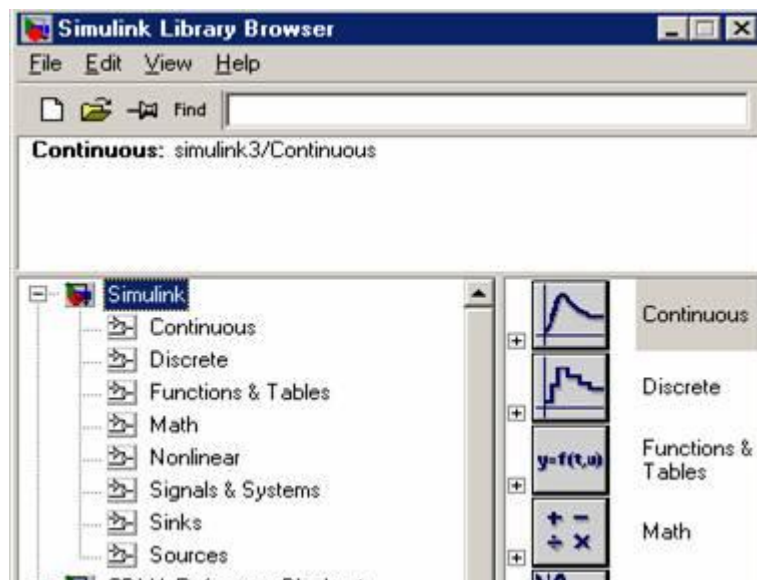 Simulink Library Browser
File Edit View Help
Find
Continuous: simulink3/Continuous
Simulink
Continuous
Discrete
Functions & Tables
Math
Nonlinear
Signals & Systems
Sinks
Sources
Continuous
Discrete
y=f(t,u)
Functions &
Tables
Math